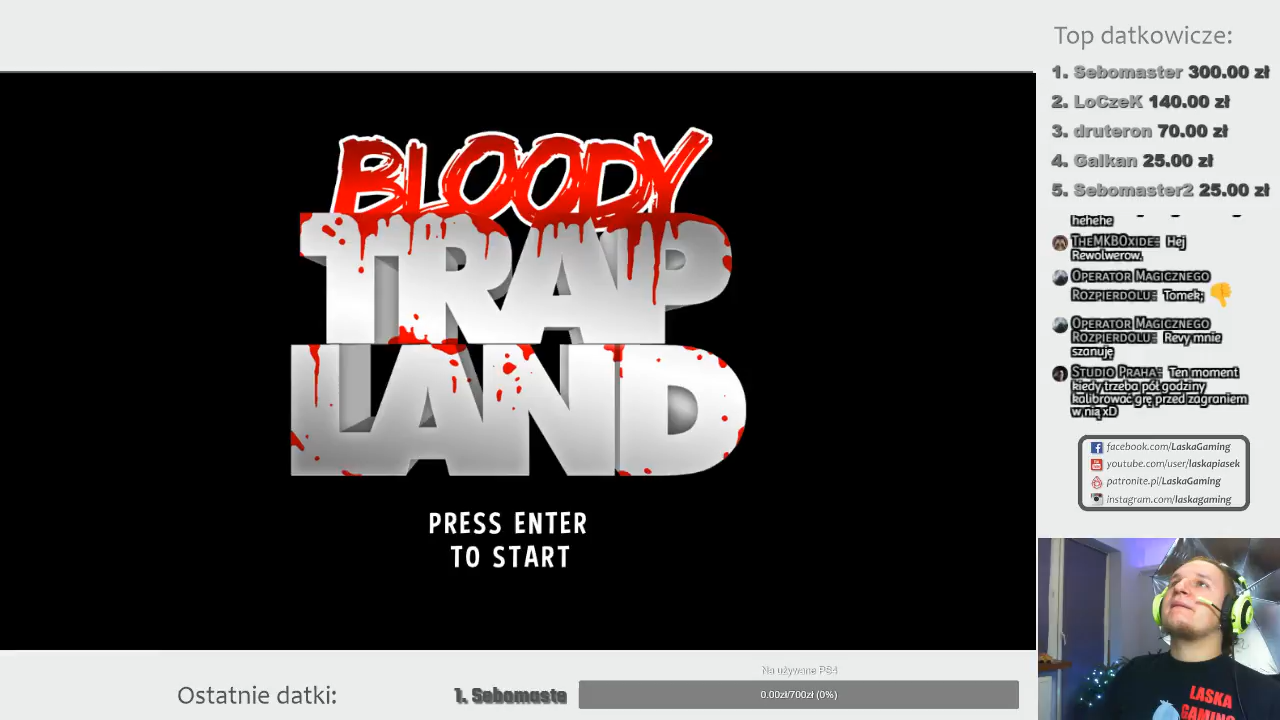 Top datkowicze:
1. Sebomaster 300.00 zł
2. LoCzeK 140.00 zł
3. druteron 70.00 zł
4. Galkan 25.00 zł
5. Sebomaster2 25.00 zł
hehehe
TheMKBOxide: Hej
Rewolwerow.
Operator Magicznego
Rozpierdolu: Tomek;
Operator Magicznego
Rozpierdolu: Revy mnie
szanuję
Studio Praha: Ten moment
kiedy trzeba pół godziny
kalibrować grę przed zagraniem
w nią xD
facebook.com/LaskaGaming
youtube.com/user/laskapiasek
patronite.pl/LaskaGaming
instagram.com/laskagaming
BLOODY
TRAP
LAND
PRESS ENTER
TO START
LASKA
GAMING
Na używane PS4
Ostatnie datki:
1. Sebomaste
0.00zł/700zł (0%)